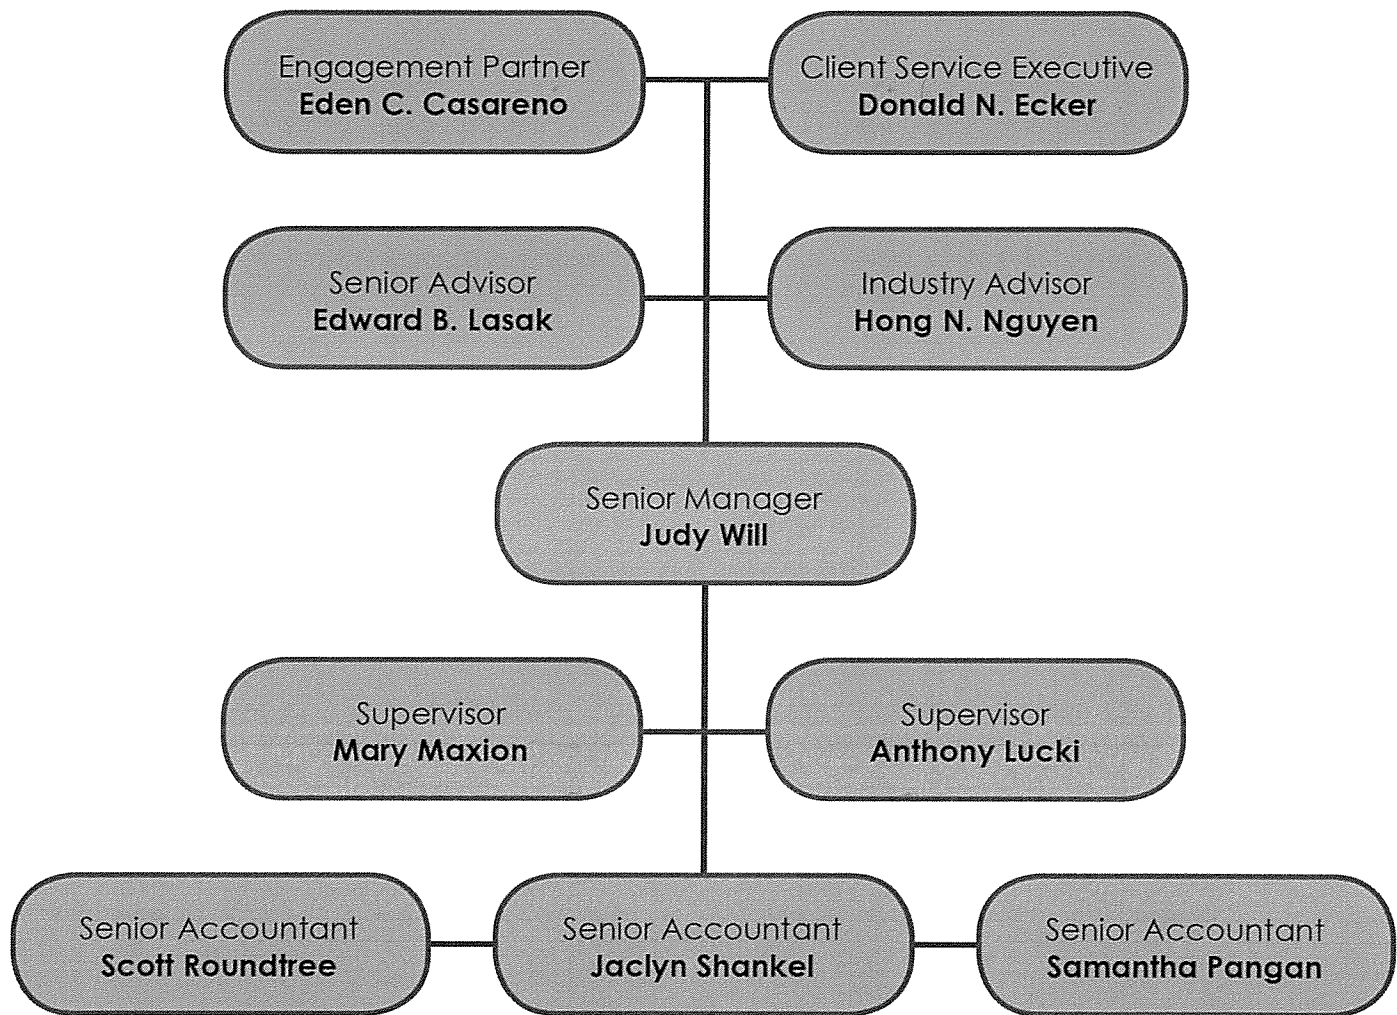 Engagement Partner
Eden C. Casareno
Client Service Executive
Donald N. Ecker
Senior Advisor
Edward B. Lasak
Industry Advisor
Hong N. Nguyen
Senior Manager
Judy Will
Supervisor
Mary Maxion
Supervisor
Anthony Lucki
Senior Accountant
Scott Roundtree
Senior Accountant
Jaclyn Shankel
Senior Accountant
Samantha Pangan